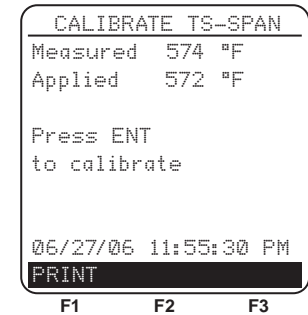 CALIBRATE TS-SPAN
Measured 574 °F
Applied 572 °F
Press ENT
to calibrate
06/27/06 11:55:30 PM
PRINT
F1 F2 F3